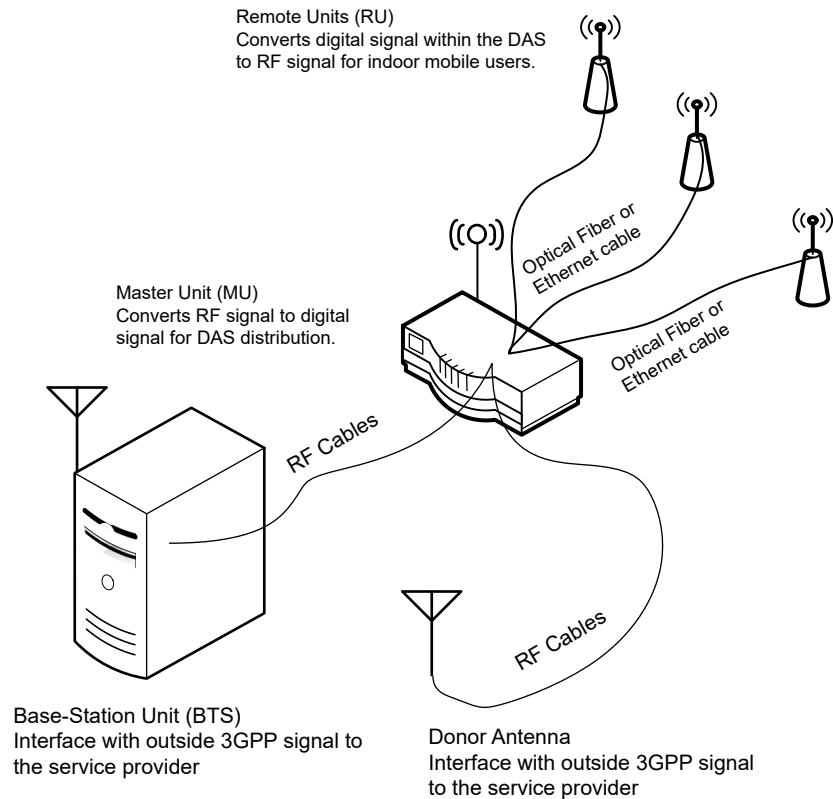 Remote Units (RU)
Converts digital signal within the DAS
to RF signal for indoor mobile users.
Optical Fiber or
Ethernet cable
Master Unit (MU)
Converts RF signal to digital
signal for DAS distribution.
Optical Fiber or
Ethernet cable
RF Cables
RF Cables
Base-Station Unit (BTS)
Interface with outside 3GPP signal to
the service provider
Donor Antenna
Interface with outside 3GPP signal
to the service provider